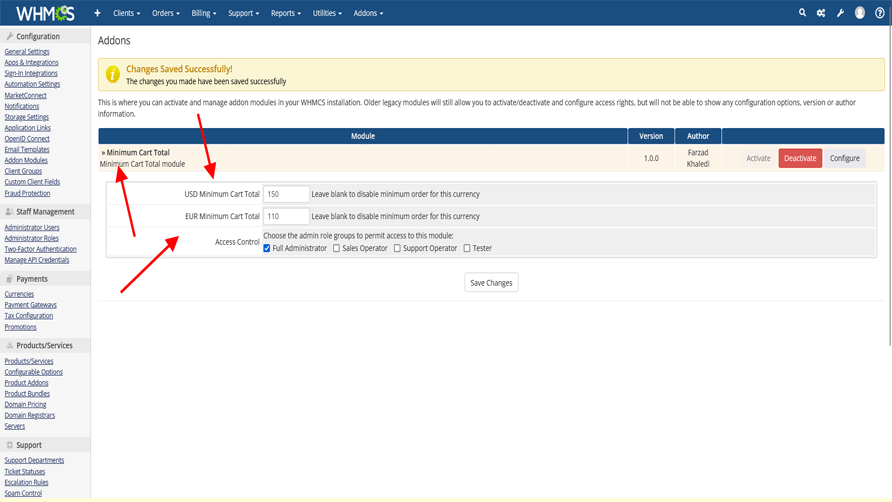 WHMCS
Clients
Orders
Billing
Support
Reports
Utilities
Addons
Configuration
General Settings
Apps & Integrations
Sign-In Integrations
Automation Settings
MarketConnect
Notifications
Storage Settings
Application Links
OpenID Connect
Email Templates
Addon Modules
Client Groups
Custom Client Fields
Fraud Protection
Staff Management
Administrator Users
Administrator Roles
Two-Factor Authentication
Manage API Credentials
Payments
Currencies
Payment Gateways
Tax Configuration
Promotions
Products/Services
Products/Services
Configurable Options
Product Addons
Product Bundles
Domain Pricing
Domain Registrars
Servers
Support
Support Departments
Ticket Statuses
Escalation Rules
Spam Control
Addons
Changes Saved Successfully!
The changes you made have been saved successfully
This is where you can activate and manage addon modules in your WHMCS installation. Older legacy modules will still allow you to activate/deactivate and configure access rights, but will not be able to show any configuration options, version or author
information.
Module Version Author
» Minimum Cart Total
Minimum Cart Total module
1.0.0
Farzad
Khaledi
Activate Deactivate Configure
USD Minimum Cart Total 150 Leave blank to disable minimum order for this currency
EUR Minimum Cart Total 110 Leave blank to disable minimum order for this currency
Access Control
Choose the admin role groups to permit access to this module:
Full Administrator Sales Operator Support Operator Tester
Save Changes